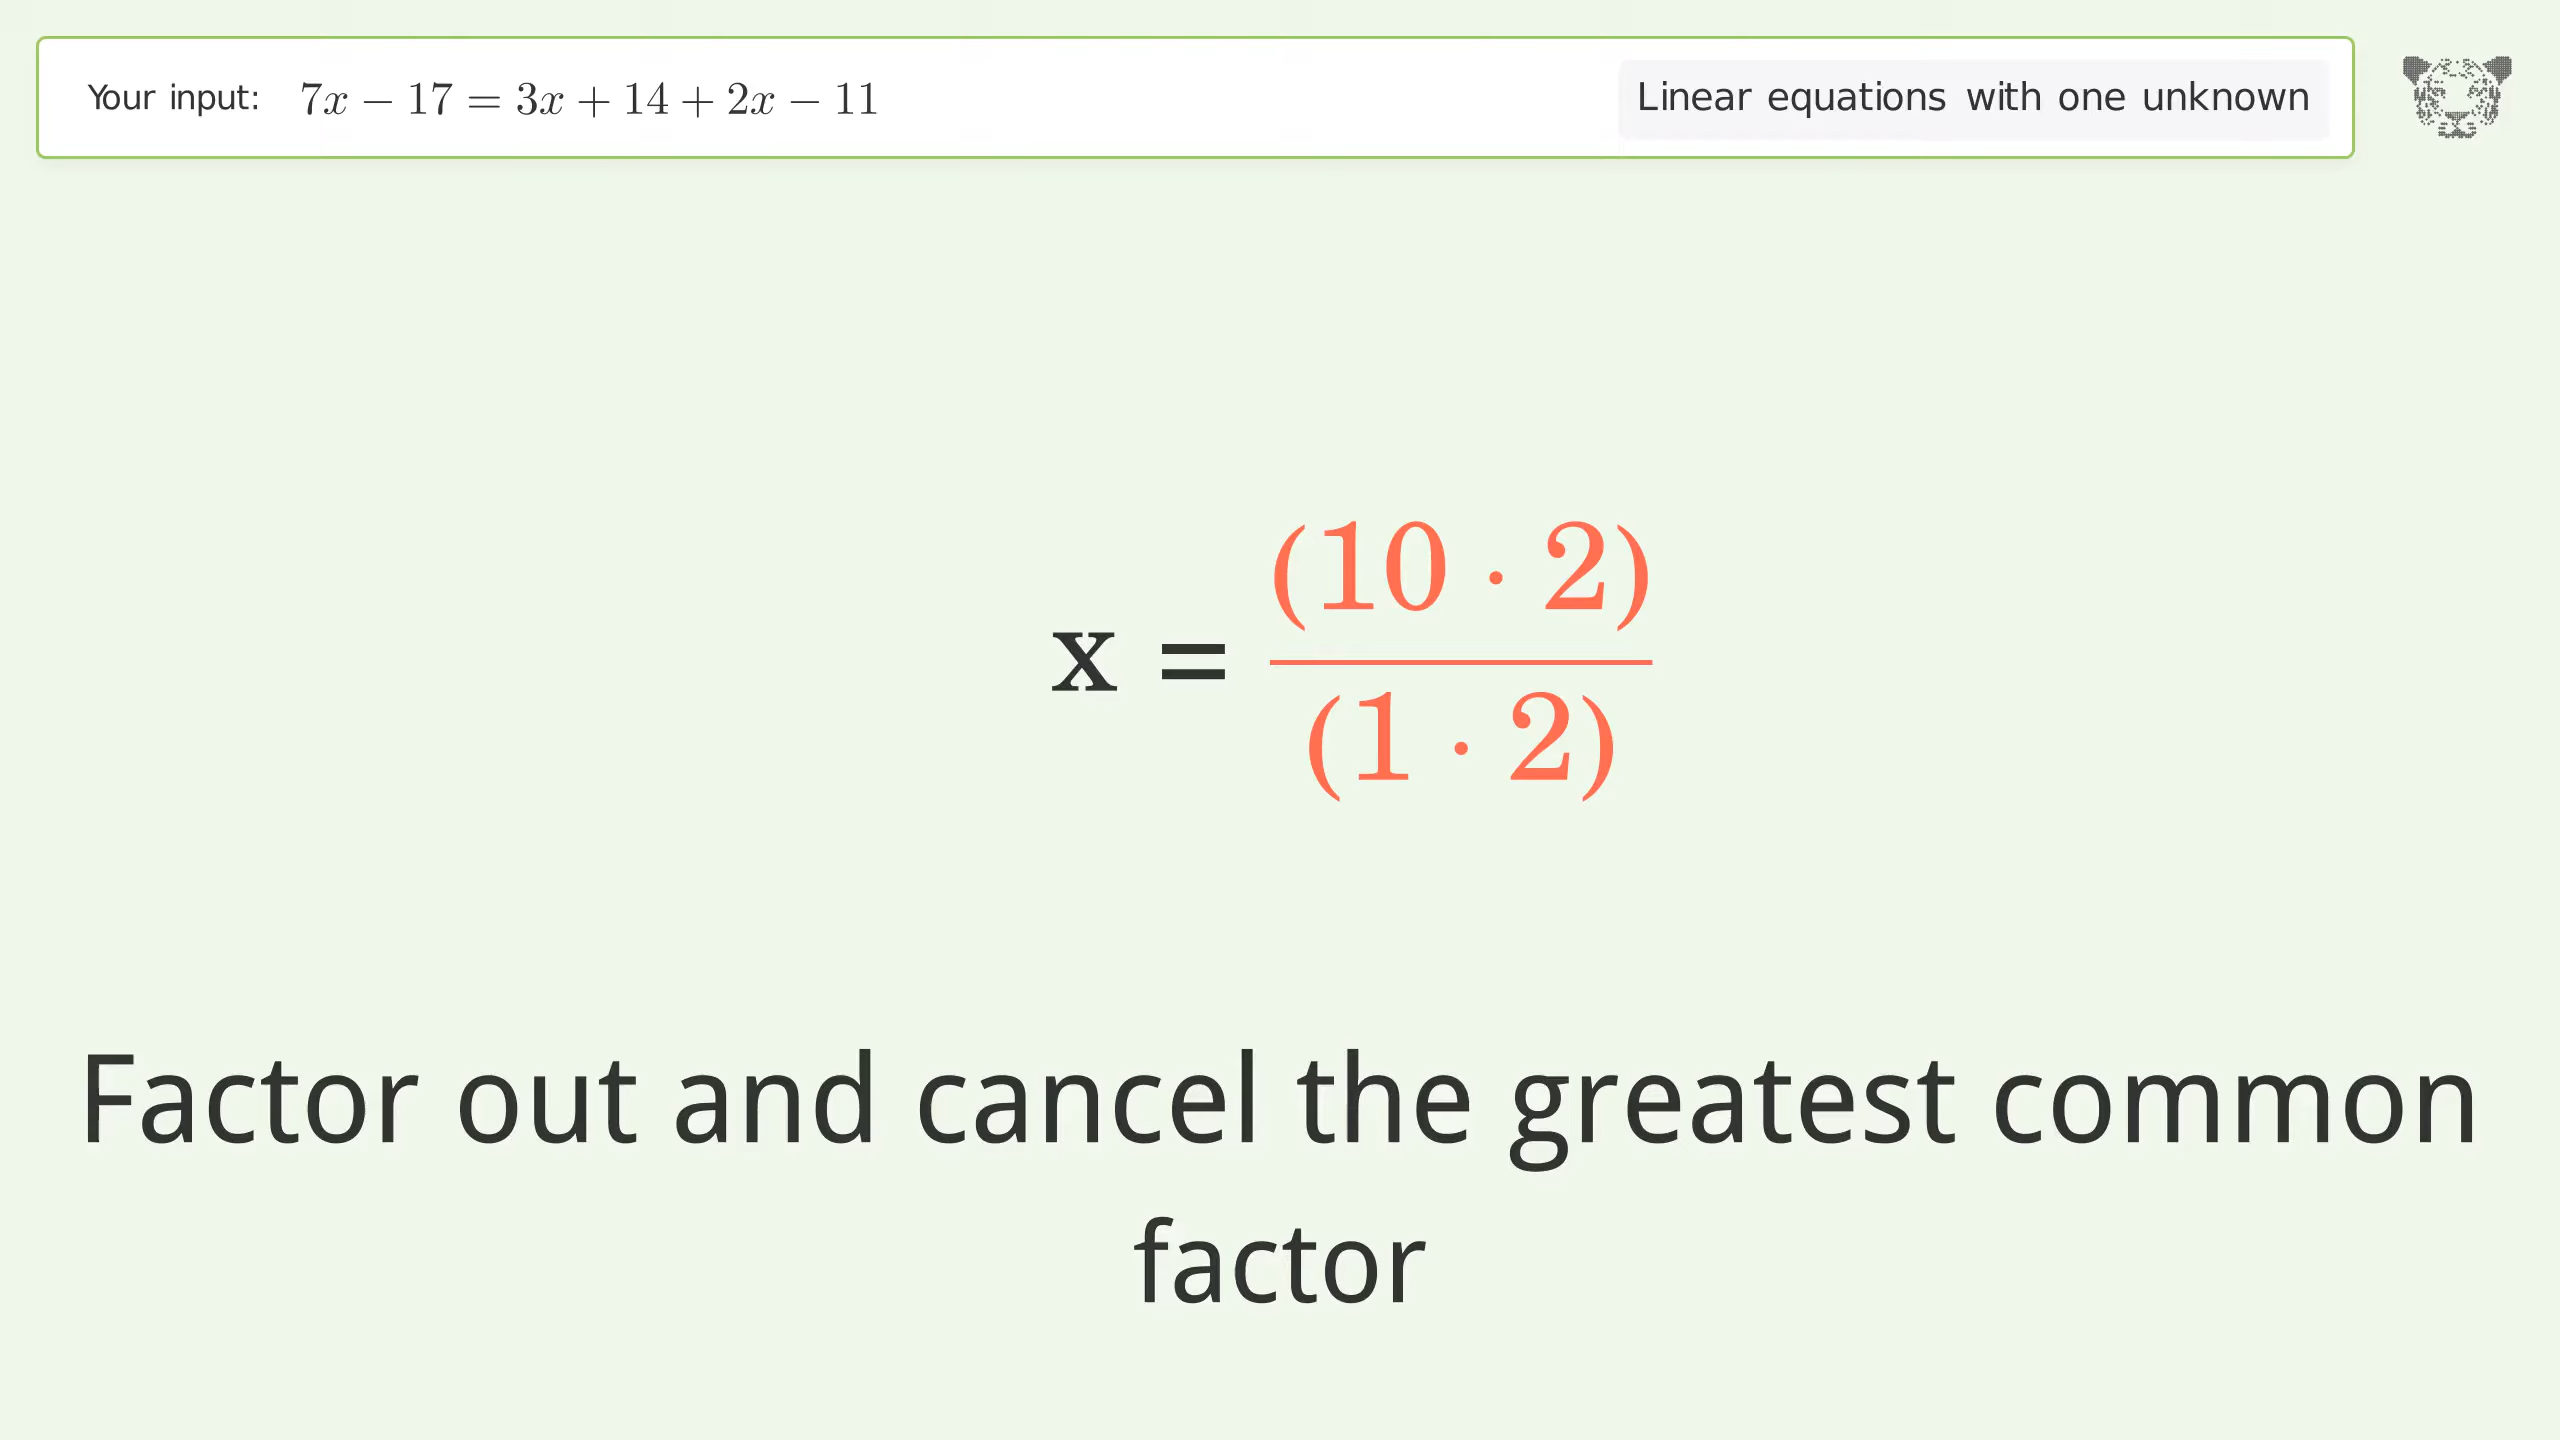 Your input: 7x − 17 = 3x + 14 + 2x − 11
Linear equations with one unknown
x = (10 · 2) / (1 · 2)
Factor out and cancel the greatest common
factor